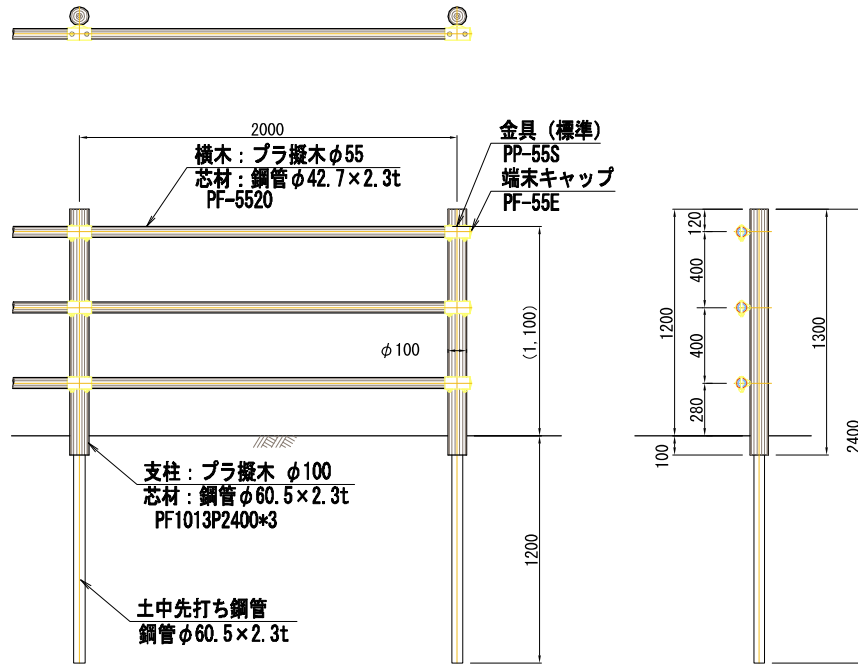 2000
金具（標準）
PP-55S
横木：プラ擬木φ55
芯材：鋼管φ42.7×2.3t
PF-5520
端末キャップ
PF-55E
120
400
400
280
100
1200
1300
2400
(1,100)
φ100
支柱：プラ擬木 φ100
芯材：鋼管φ60.5×2.3t
PF1013P2400*3
1200
土中先打ち鋼管
鋼管φ60.5×2.3t